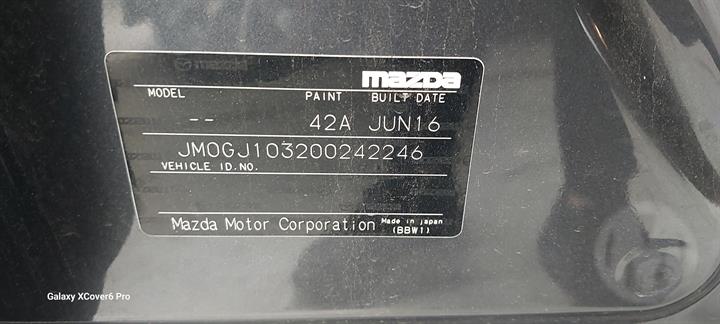 mazda
MODEL PAINT BUILT DATE
-- 42A JUN16
JM0GJ103200242246
VEHICLE ID.NO.
Mazda Motor Corporation Made in japan
(BBW1)
Galaxy XCover6 Pro